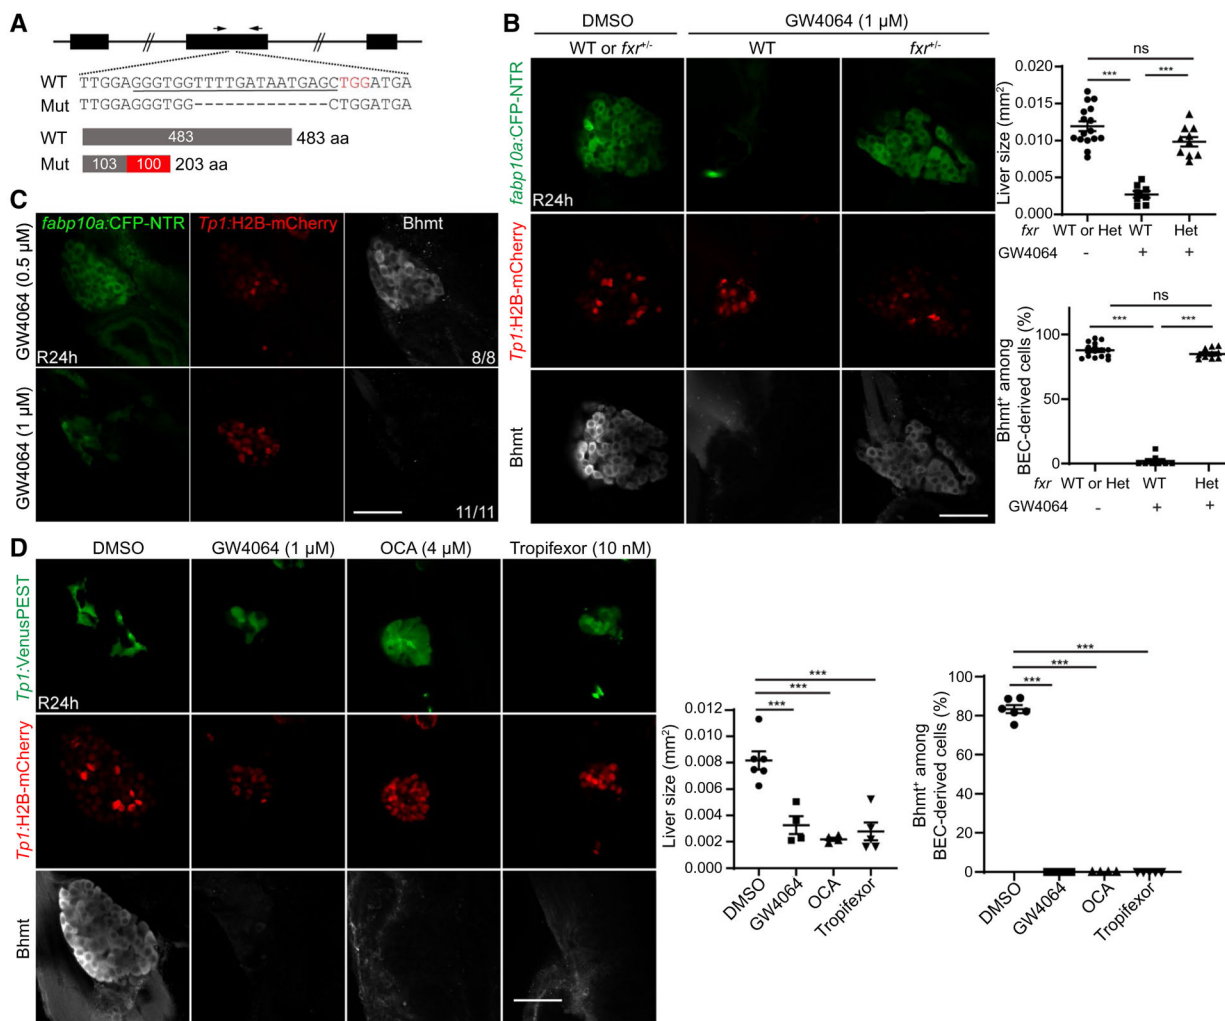 A
WT TTGGAGGGTGGTTTTGATAATGAGCTGGATGA
Mut TTGGAGGGTGG--------------CTGGATGA
WT 483 483 aa
Mut 103 100 203 aa
B
DMSO GW4064 (1 µM)
WT or fxr+/- WT fxr+/-
fabp10a:CFP-NTR
R24h
Tp1:H2B-mCherry
Bhmt
ns
*** ***
Liver size (mm²)
0.020
0.015
0.010
0.005
0.000
fxr WT or Het WT Het
GW4064 - + +
ns
*** ***
Bhmt+ among
BEC-derived cells (%)
100
50
0
fxr WT or Het WT Het
GW4064 - + +
C
fabp10a:CFP-NTR Tp1:H2B-mCherry Bhmt
GW4064 (0.5 µM)
R24h 8/8
GW4064 (1 µM)
11/11
D
DMSO GW4064 (1 µM) OCA (4 µM) Tropifexor (10 nM)
Tp1:VenusPEST
R24h
Tp1:H2B-mCherry
Bhmt
***
***
***
Liver size (mm²)
0.012
0.010
0.008
0.006
0.004
0.002
0.000
DMSO GW4064 OCA Tropifexor
***
***
***
Bhmt+ among
BEC-derived cells (%)
100
80
60
40
20
0
DMSO GW4064 OCA Tropifexor